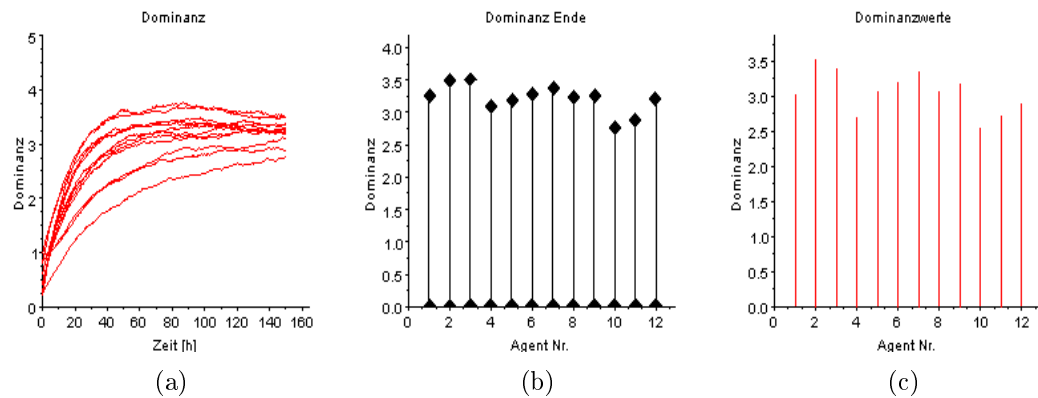 Dominanz
Dominanz
5
4
3
2
1
0
0 20 40 60 80 100 120 140 160
Zeit [h]
(a)
Dominanz Ende
Dominanz
4.0
3.5
3.0
2.5
2.0
1.5
1.0
0.5
0.0
0 2 4 6 8 10 12
Agent Nr.
(b)
Dominanzwerte
Dominanz
3.5
3.0
2.5
2.0
1.5
1.0
0.5
0.0
0 2 4 6 8 10 12
Agent Nr.
(c)